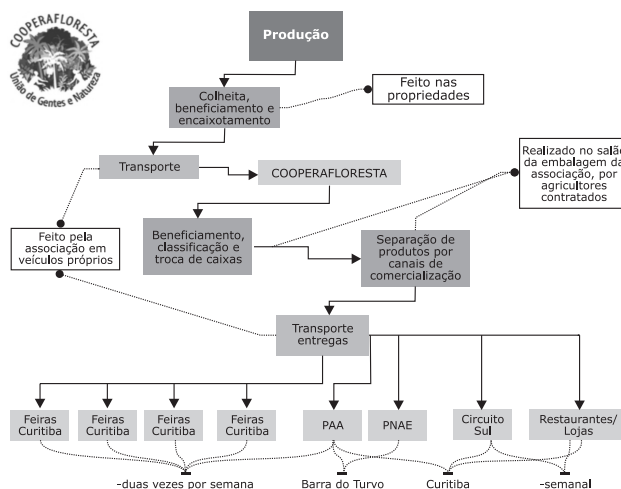 COOPERAFLORESTA
União de Gentes e Natureza
Produção
Colheita,
beneficiamento e
encaixotamento
Feito nas
propriedades
Transporte
COOPERAFLORESTA
Realizado no salão
da embalagem da
associação, por
agricultores
contratados
Feito pela
associação em
veículos próprios
Beneficiamento,
classificação e
troca de caixas
Separação de
produtos por
canais de
comercialização
Transporte
entregas
Feiras
Curitiba
Feiras
Curitiba
Feiras
Curitiba
Feiras
Curitiba
PAA
PNAE
Circuito
Sul
Restaurantes/
Lojas
-duas vezes por semana
Barra do Turvo
Curitiba
-semanal